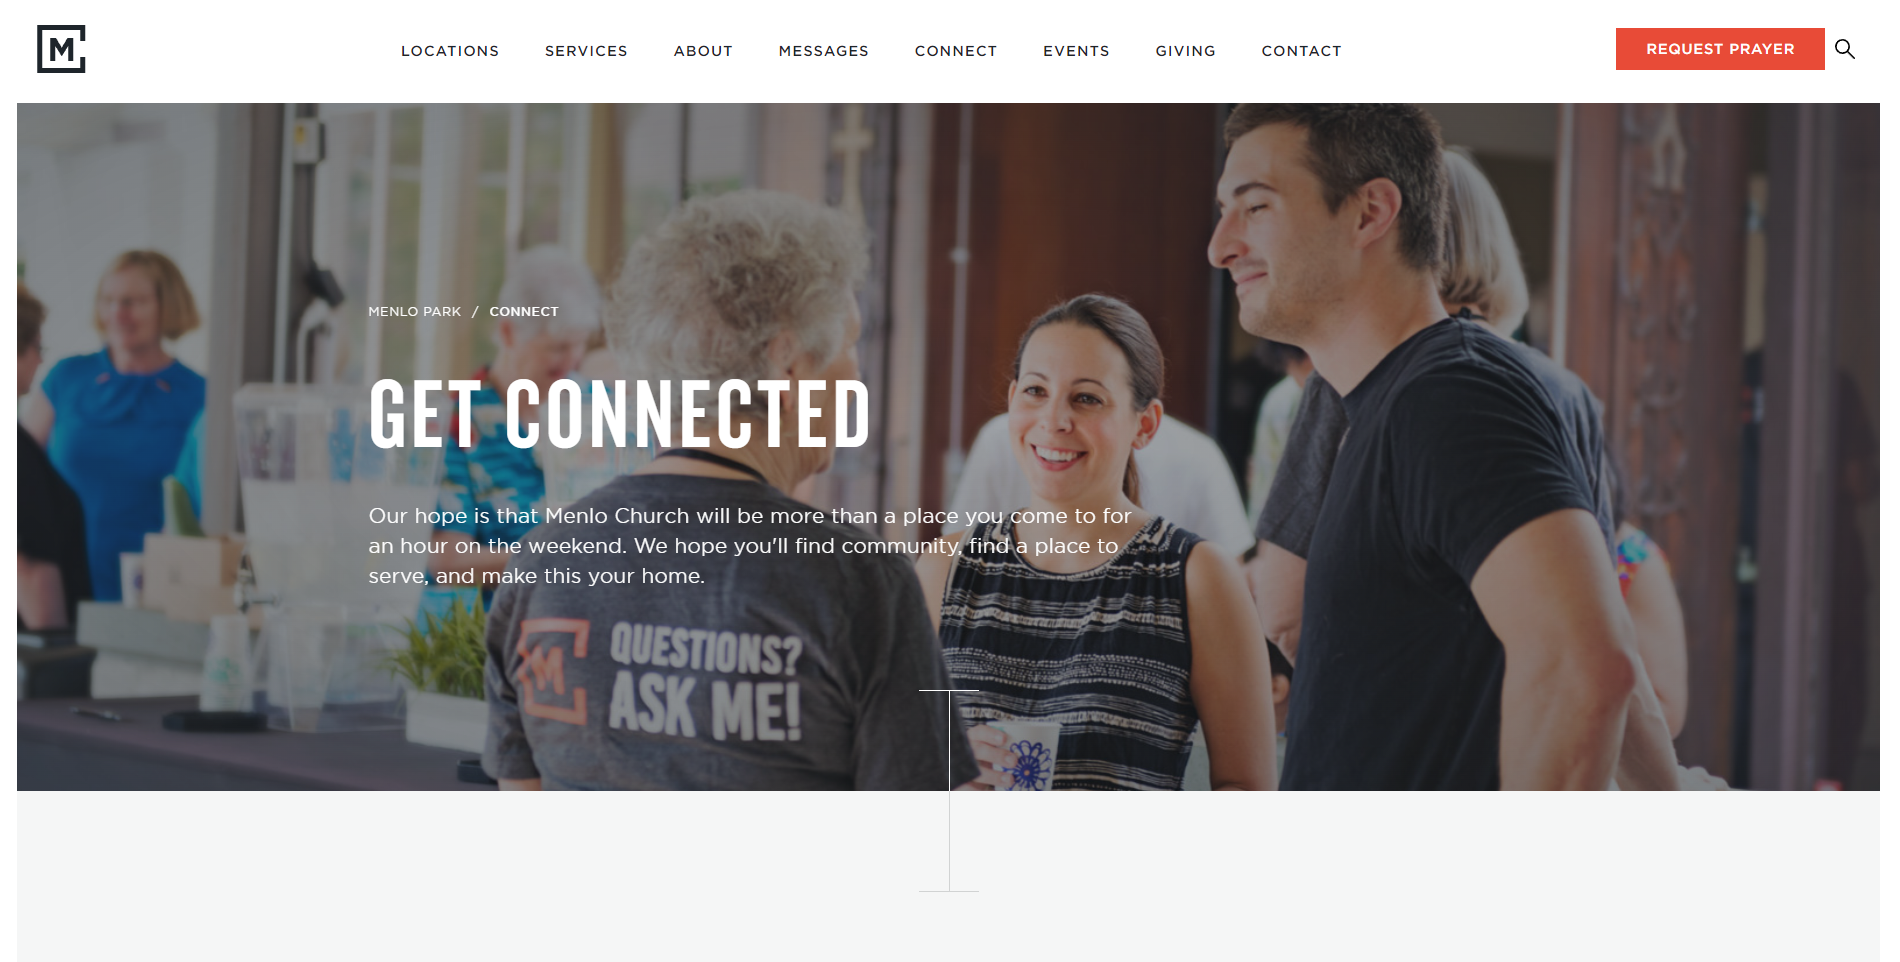 M
LOCATIONS SERVICES ABOUT MESSAGES CONNECT EVENTS GIVING CONTACT
REQUEST PRAYER
MENLO PARK / CONNECT
GET CONNECTED
Our hope is that Menlo Church will be more than a place you come to for
an hour on the weekend. We hope you'll find community, find a place to
serve, and make this your home.
M
QUESTIONS?
ASK ME!